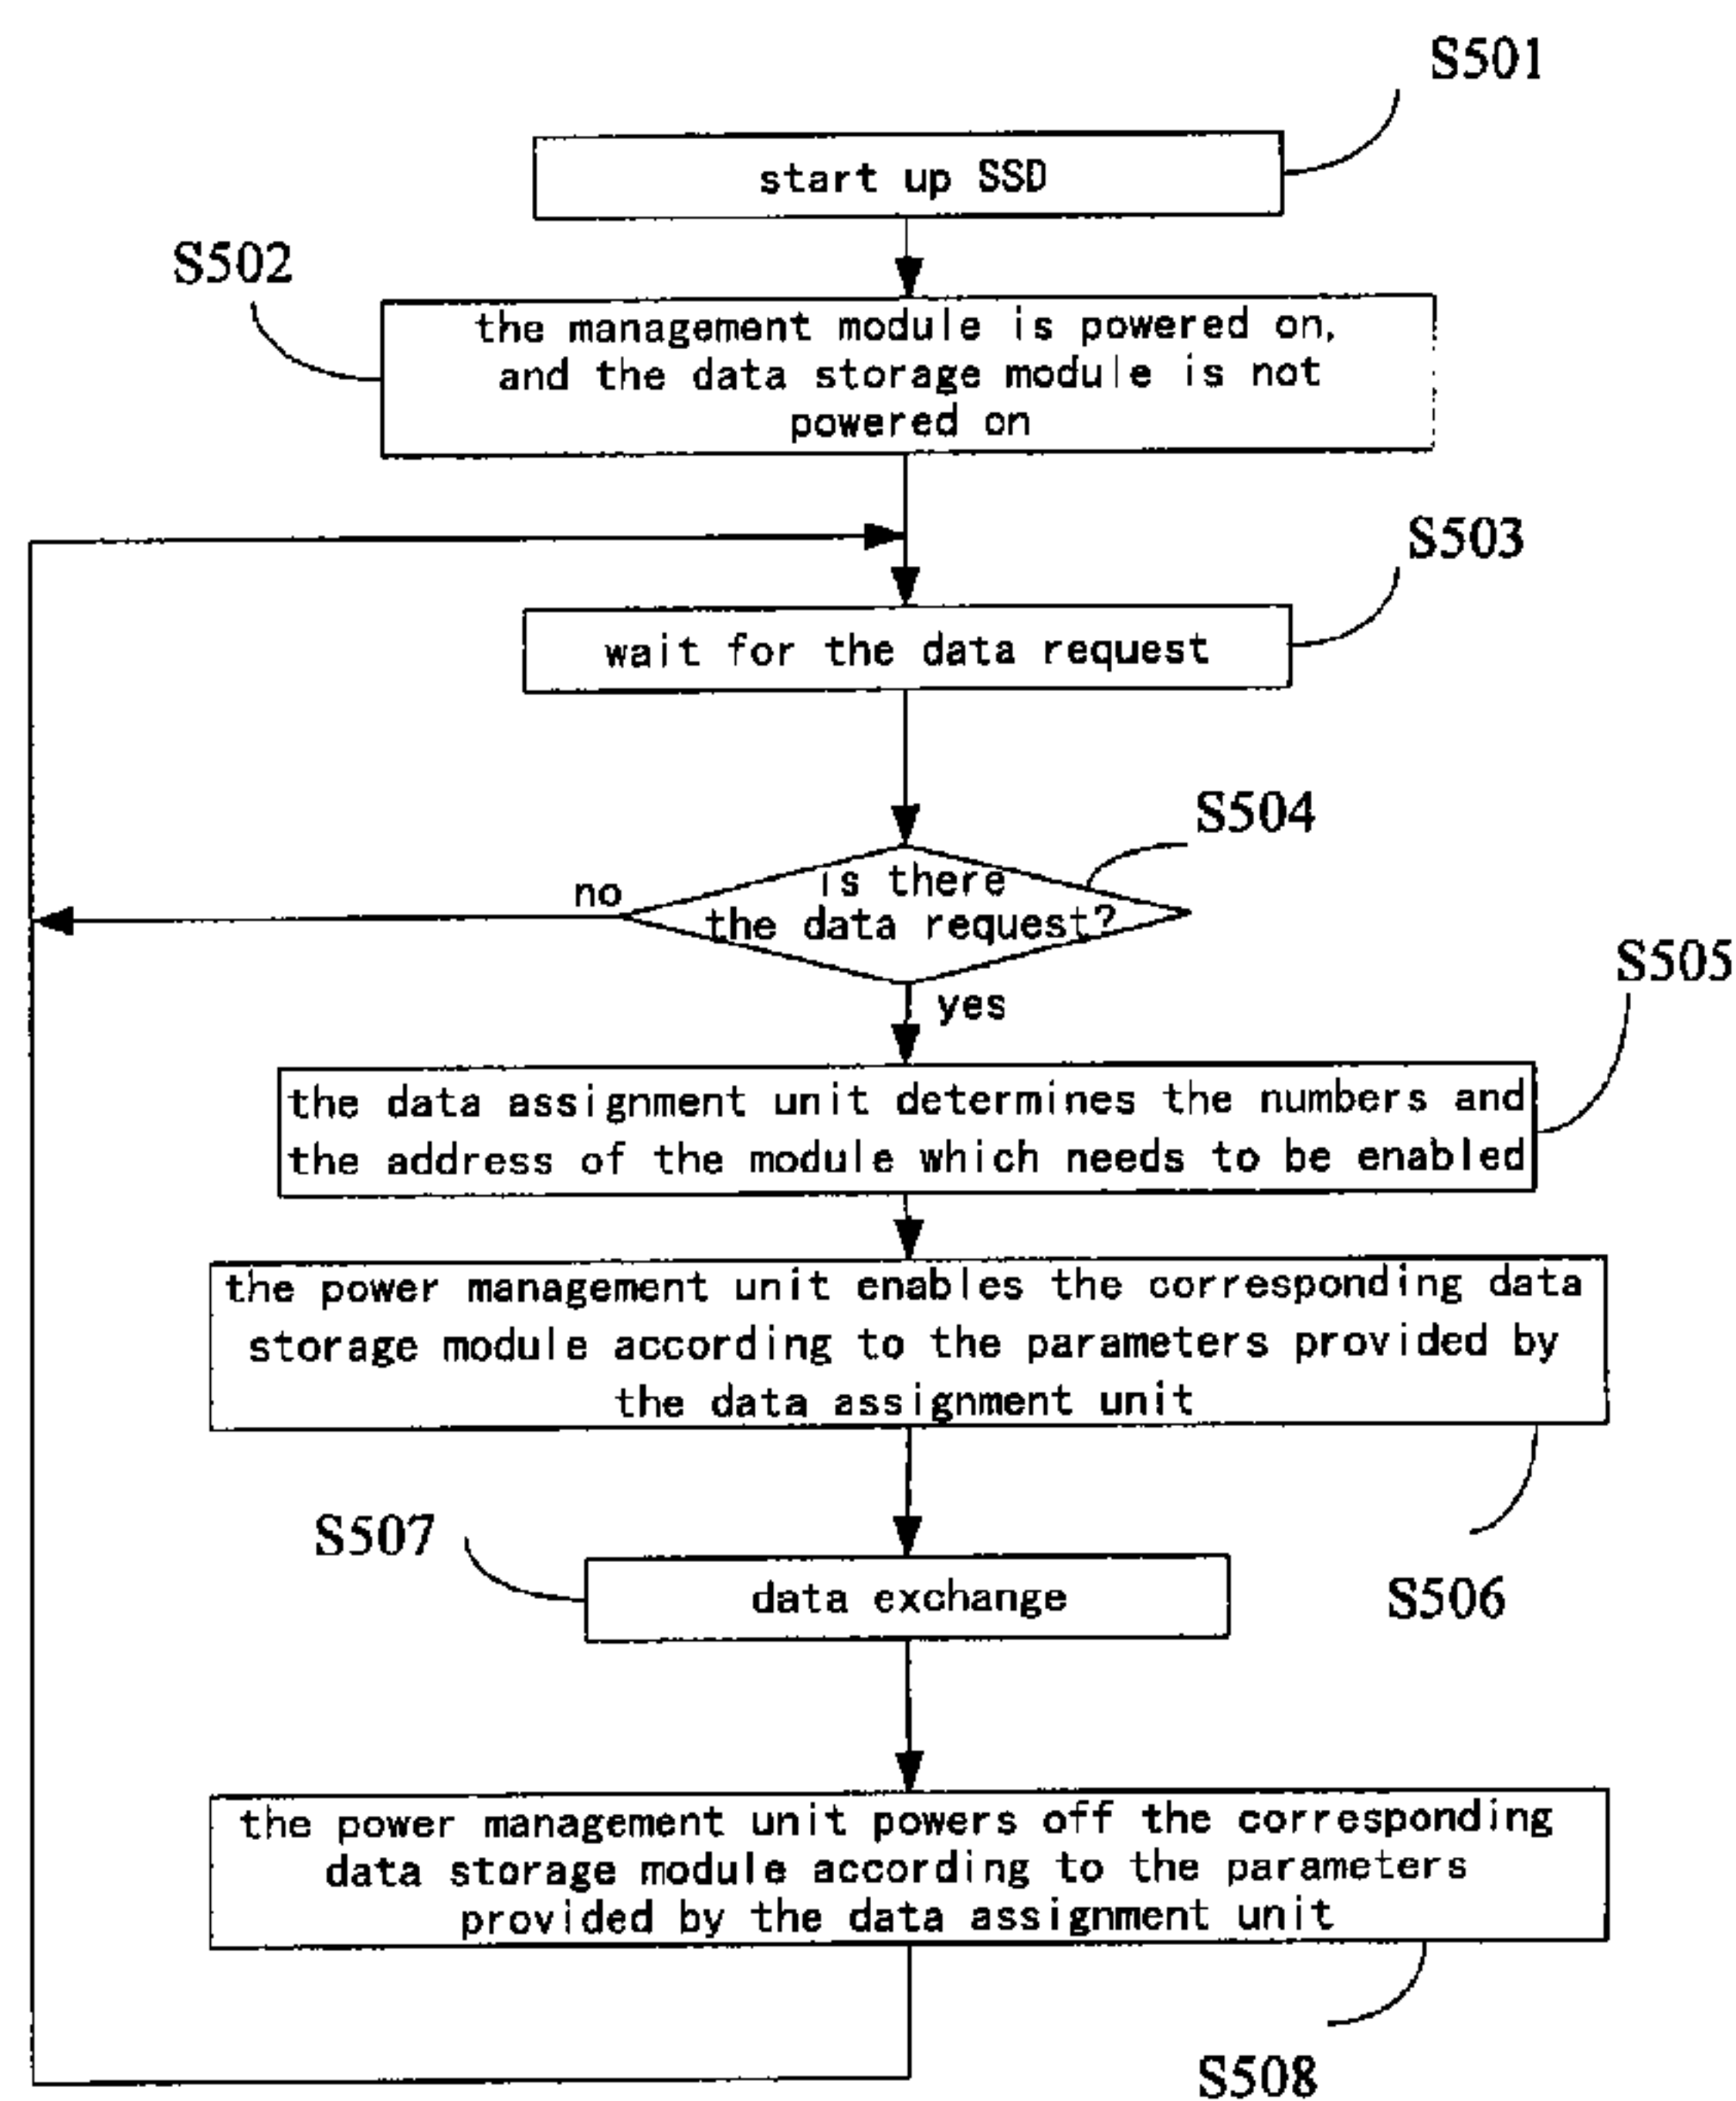 S501
start up SSD
S502
the management module is powered on,
and the data storage module is not
powered on
S503
wait for the data request
S504
is there
the data request?
no
yes
S505
the data assignment unit determines the numbers and
the address of the module which needs to be enabled
the power management unit enables the corresponding data
storage module according to the parameters provided by
the data assignment unit
S506
S507
data exchange
the power management unit powers off the corresponding
data storage module according to the parameters
provided by the data assignment unit
S508